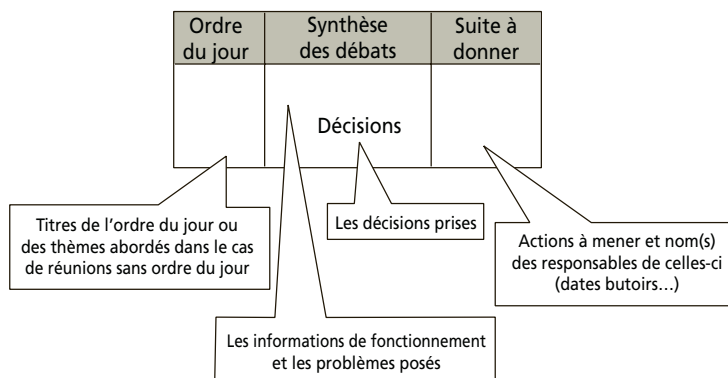 Ordre
du jour
Synthèse
des débats
Suite à
donner
Décisions
Titres de l'ordre du jour ou
des thèmes abordés dans le cas
de réunions sans ordre du jour
Les décisions prises
Actions à mener et nom(s)
des responsables de celles-ci
(dates butoirs...)
Les informations de fonctionnement
et les problèmes posés